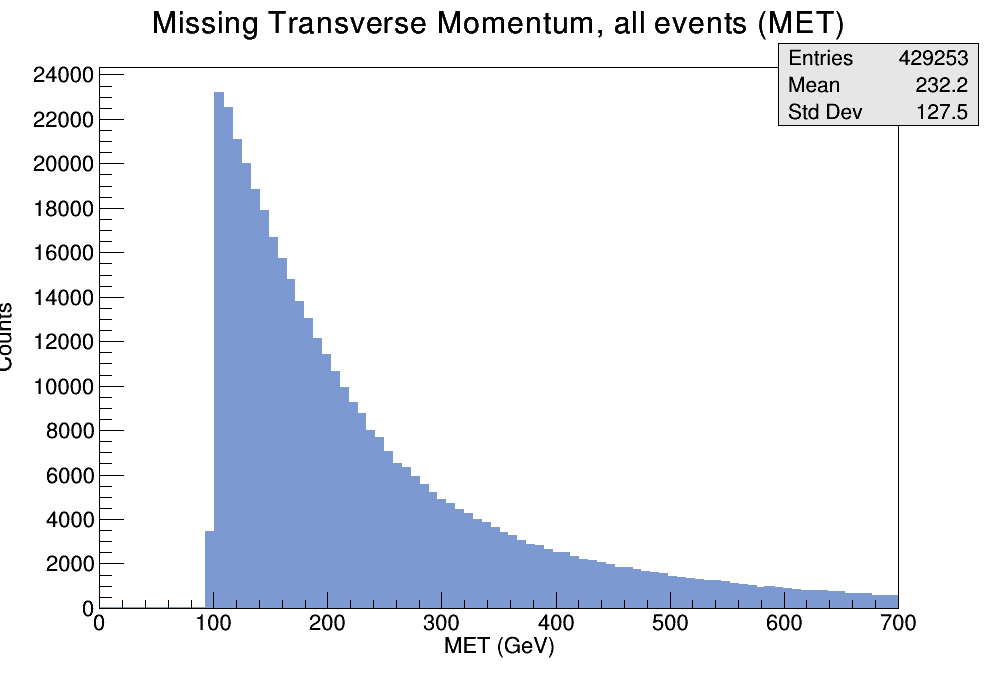 Missing Transverse Momentum, all events (MET)
Entries 429253
Mean 232.2
Std Dev 127.5
24000
22000
20000
18000
16000
14000
12000
10000
8000
6000
4000
2000
0
Counts
0 100 200 300 400 500 600 700
MET (GeV)